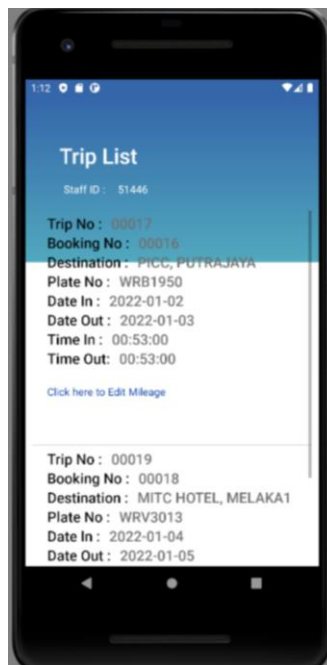 1:12
Trip List
Staff ID : 51446
Trip No : 00017
Booking No : 00016
Destination : PICC, PUTRAJAYA
Plate No : WRB1950
Date In : 2022-01-02
Date Out : 2022-01-03
Time In : 00:53:00
Time Out: 00:53:00
Click here to Edit Mileage
Trip No : 00019
Booking No : 00018
Destination : MITC HOTEL, MELAKA1
Plate No : WRV3013
Date In : 2022-01-04
Date Out : 2022-01-05